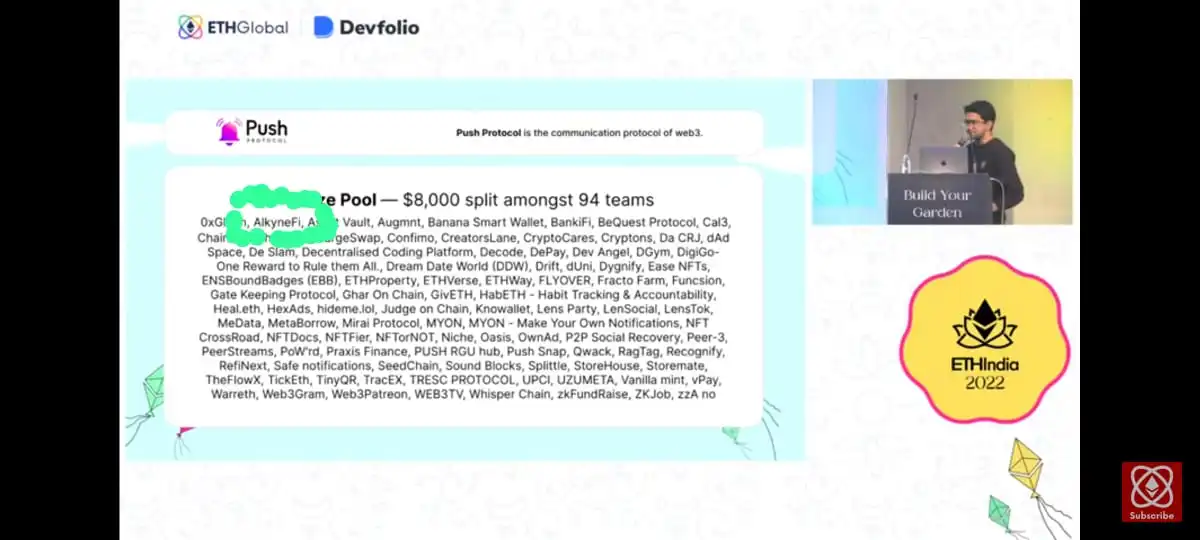 ETHGlobal
Devfolio
Push
PROTOCOL
Push Protocol is the communication protocol of web3.
Pool — $8,000 split amongst 94 teams
AlkyneFi, Vault, Augmnt, Banana Smart Wallet, BankiFi, BeQuest Protocol, Cal3,
Confimo, CreatorsLane, CryptoCares, Cryptons, Da CRJ, dAd
Space, De Slam, Decentralised Coding Platform, Decode, DePay, Dev Angel, DGym, DigiGo-
One Reward to Rule them All., Dream Date World (DDW), Drift, dUni, Dygnify, Ease NFTs,
ENSBoundBadges (EBB), ETHProperty, ETHVerse, ETHWay, FLYOVER, Fracto Farm, Funcsion,
Gate Keeping Protocol, Ghar On Chain, GivETH, HabETH - Habit Tracking & Accountability,
Heal.eth, HexAds, hideme.lol, Judge on Chain, Knowallet, Lens Party, LenSocial, LensTok,
MeData, MetaBorrow, Mirai Protocol, MYON, MYON - Make Your Own Notifications, NFT
CrossRoad, NFTDocs, NFTFier, NFTorNOT, Niche, Oasis, OwnAd, P2P Social Recovery, Peer-3,
PeerStreams, PoW'rd, Praxis Finance, PUSH RGU hub, Push Snap, Qwack, RagTag, Recognify,
RefiNext, Safe notifications, SeedChain, Sound Blocks, Splittle, StoreHouse, Storemate,
TheFlowX, TickEth, TinyQR, TracEX, TRESC PROTOCOL, UPCI, UZUMETA, Vanilla mint, vPay,
Warreth, Web3Gram, Web3Patreon, WEB3TV, Whisper Chain, zkFundRaise, ZKJob, zzA no
Build Your
Garden
ETHIndia
2022
Subscribe